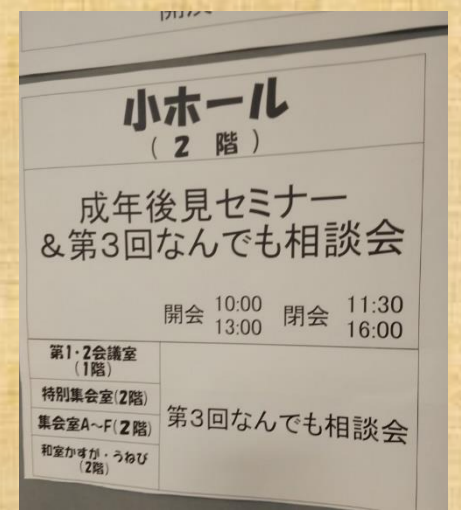 小ホール
(2 階)
成年後見セミナー
&第3回なんでも相談会
開会 10:00 閉会 11:30
13:00 16:00
第1・2会議室
(1階)
特別集会室(2階)
集会室A～F(2階)
和室かすが・うねび
(2階)
第3回なんでも相談会